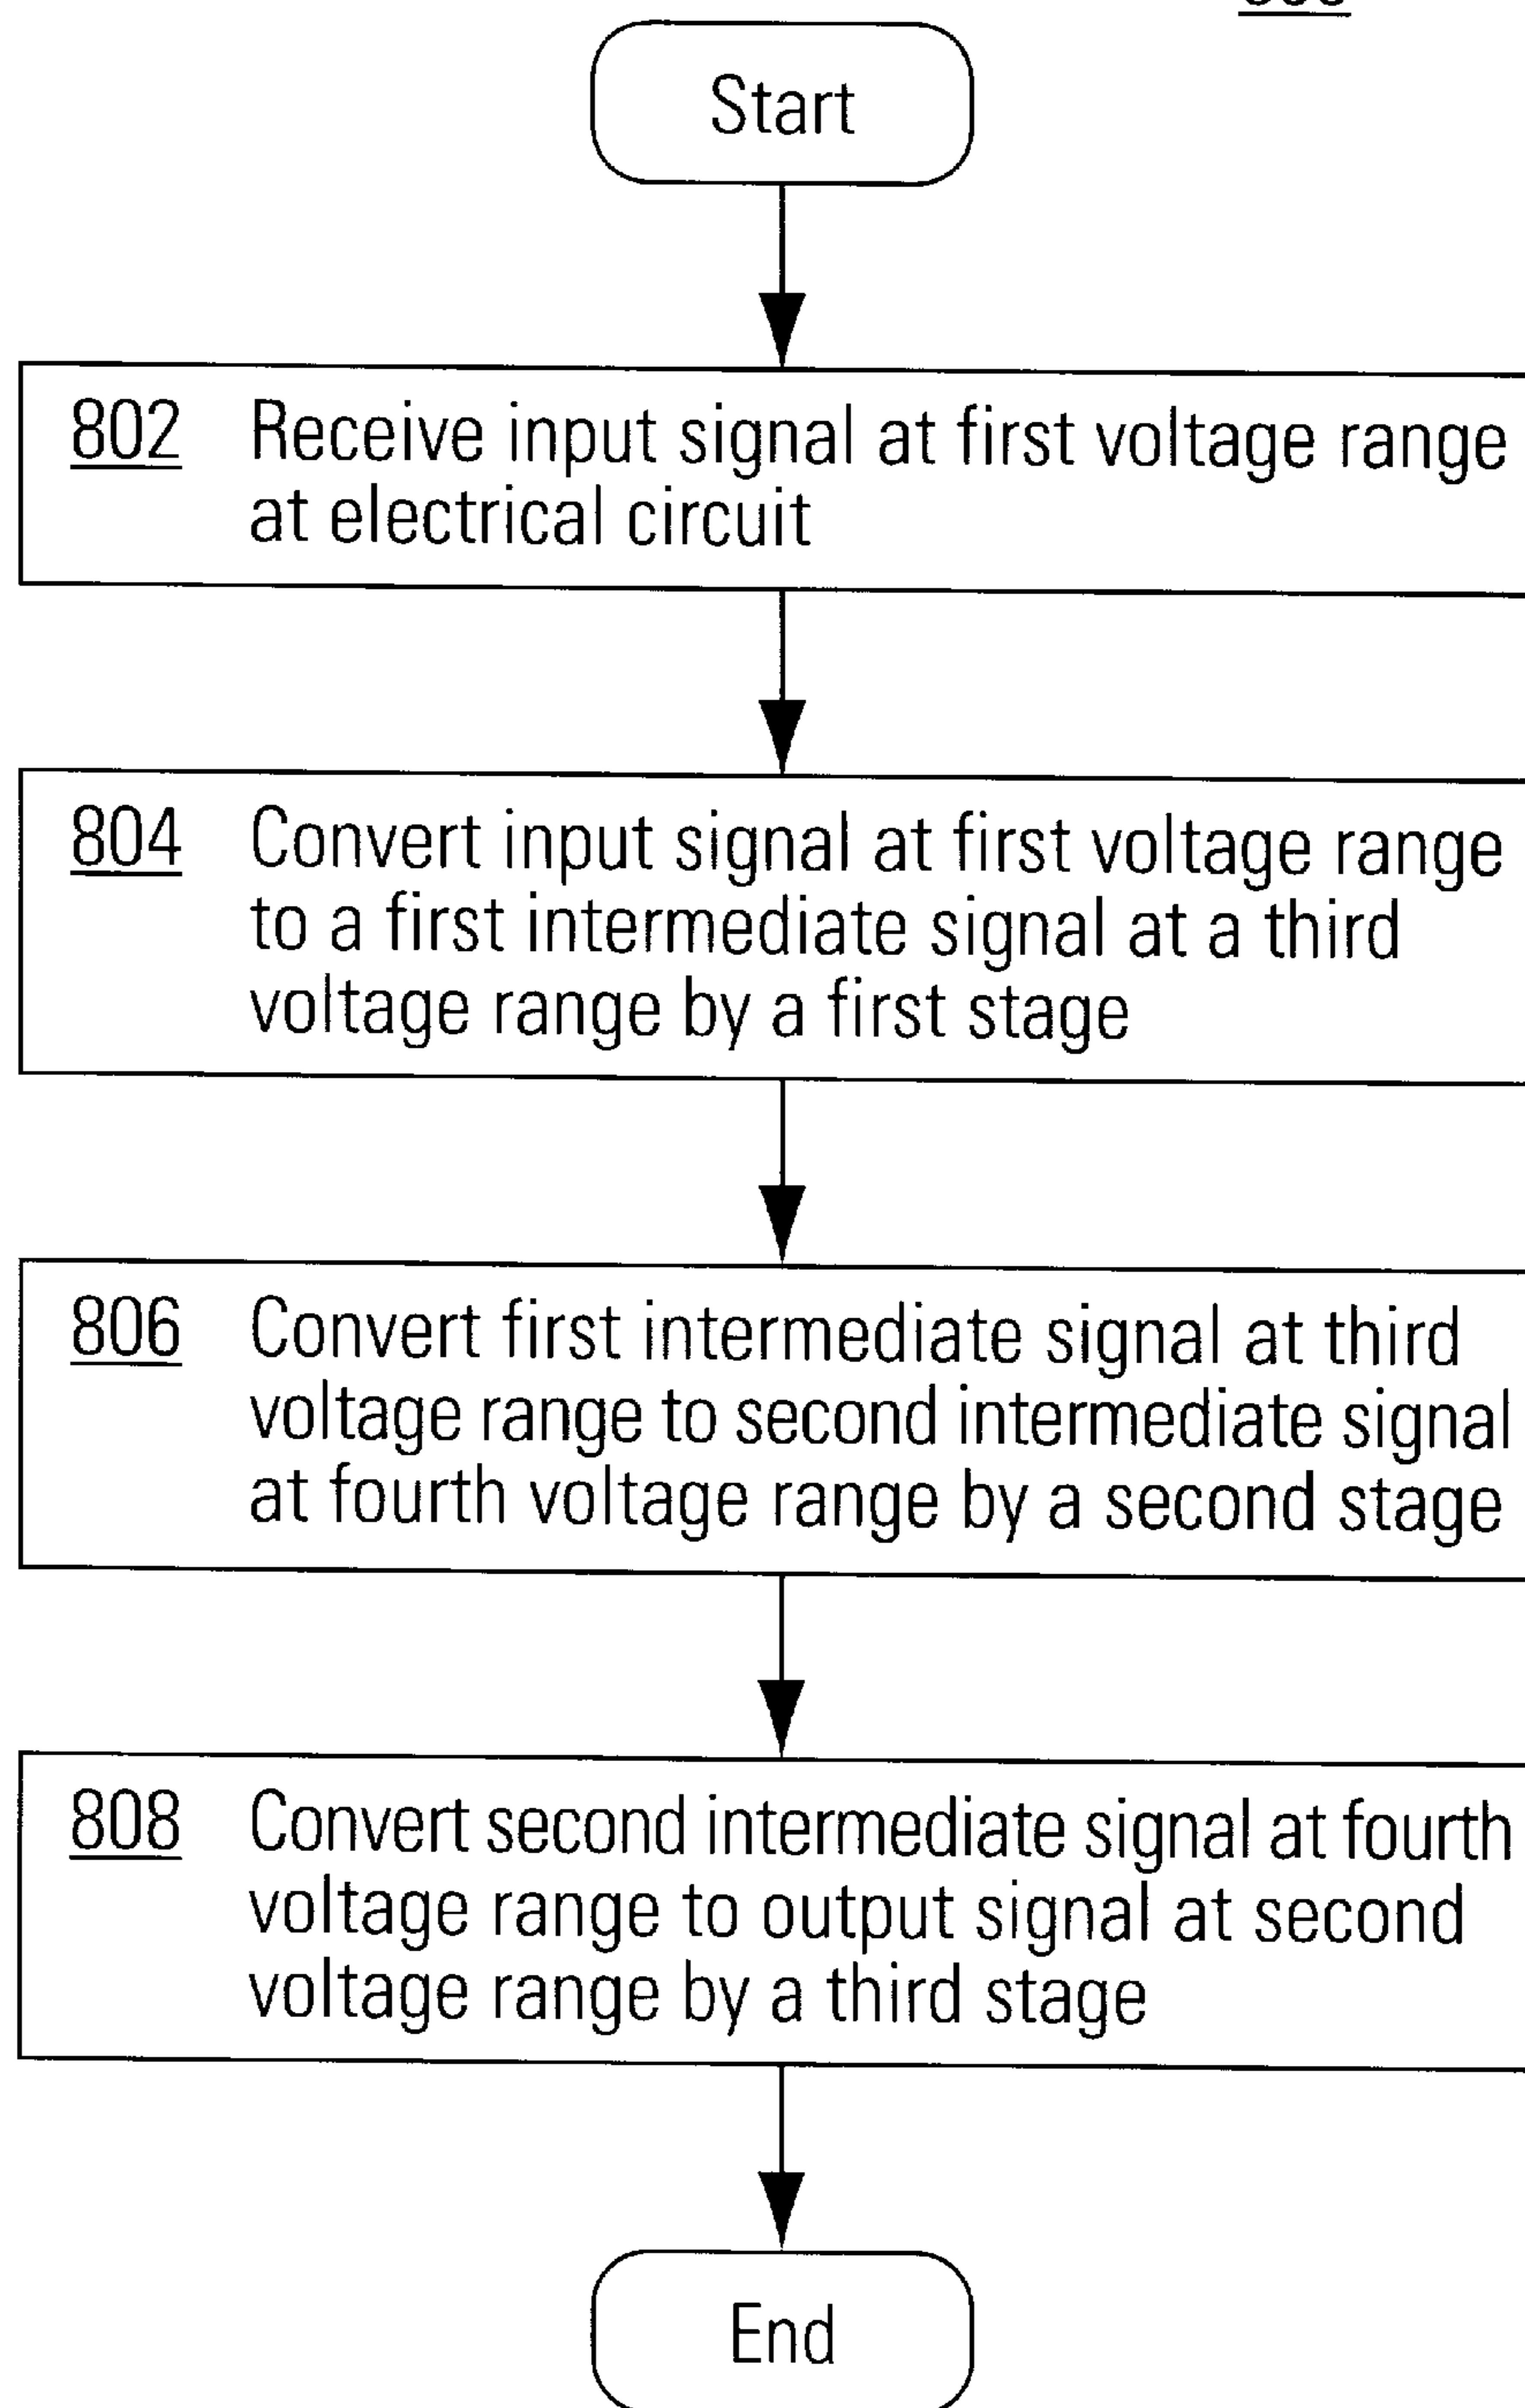 Start
802 Receive input signal at first voltage range
at electrical circuit
804 Convert input signal at first voltage range
to a first intermediate signal at a third
voltage range by a first stage
806 Convert first intermediate signal at third
voltage range to second intermediate signal
at fourth voltage range by a second stage
808 Convert second intermediate signal at fourth
voltage range to output signal at second
voltage range by a third stage
End